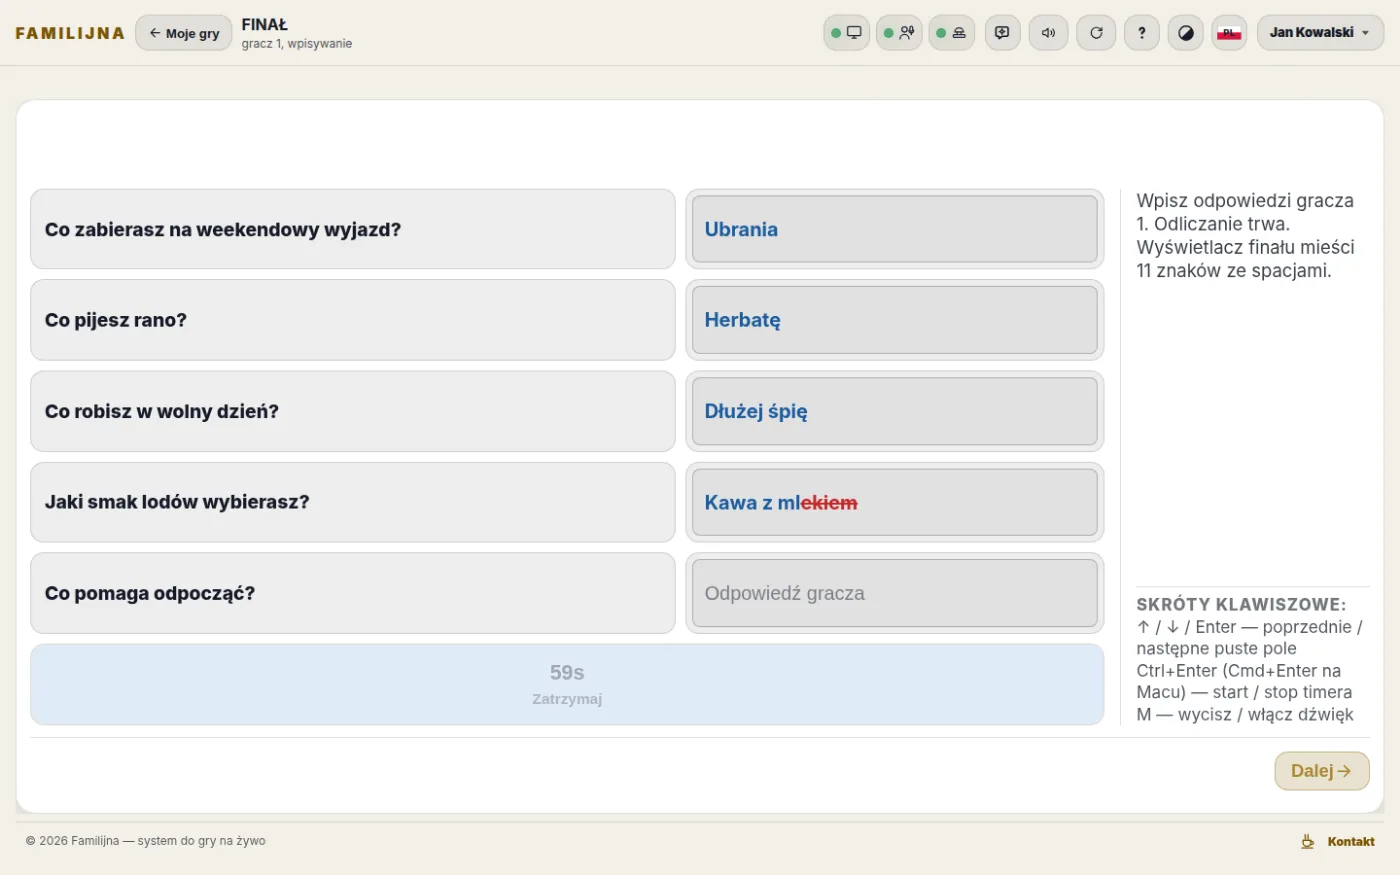 FAMILIJNA
← Moje gry
FINAŁ
gracz 1, wpisywanie
?
PL
Jan Kowalski
Co zabierasz na weekendowy wyjazd?
Ubrania
Co pijesz rano?
Herbatę
Co robisz w wolny dzień?
Dłużej śpię
Jaki smak lodów wybierasz?
Kawa z mlekiem
Co pomaga odpocząć?
Odpowiedź gracza
59s
Zatrzymaj
Wpisz odpowiedzi gracza
1. Odliczanie trwa.
Wyświetlacz finału mieści
11 znaków ze spacjami.
SKRÓTY KLAWISZOWE:
↑ / ↓ / Enter — poprzednie /
następne puste pole
Ctrl+Enter (Cmd+Enter na
Macu) — start / stop timera
M — wycisz / włącz dźwięk
Dalej →
© 2026 Familijna — system do gry na żywo
Kontakt